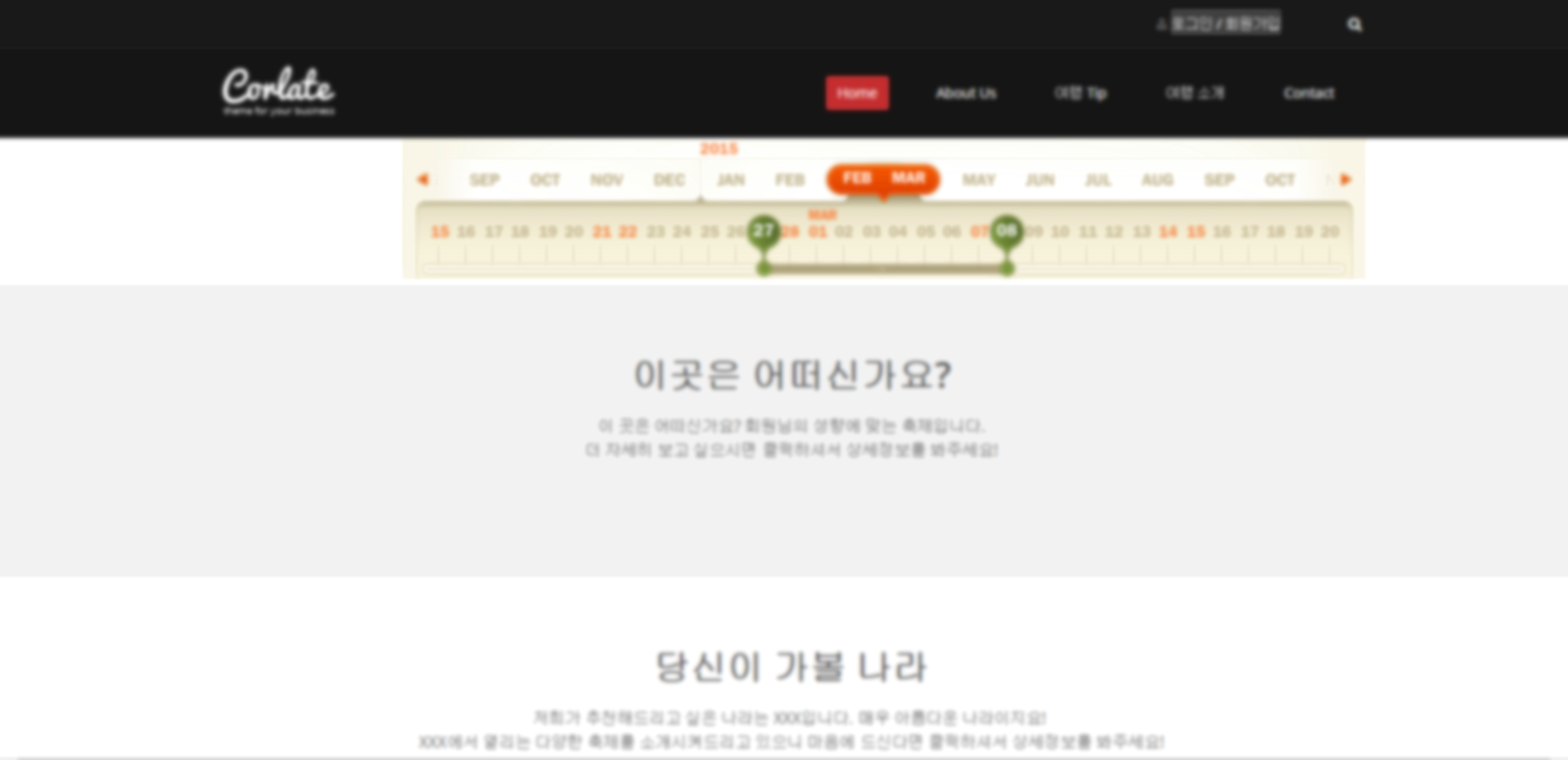 로그인 / 회원가입
Corlate
theme for your business
Home About Us 여행 Tip 여행 소개 Contact
2015
SEP OCT NOV DEC JAN FEB FEB MAR MAY JUN JUL AUG SEP OCT
MAR
15 16 17 18 19 20 21 22 23 24 25 26 27 28 01 02 03 04 05 06 07 08 09 10 11 12 13 14 15 16 17 18 19 20
이곳은 어떠신가요?
이 곳은 어떠신가요? 회원님의 성향에 맞는 축제입니다.
더 자세히 보고 싶으시면 클릭하셔서 상세정보를 봐주세요!
당신이 가볼 나라
저희가 추천해드리고 싶은 나라는 XXX입니다. 매우 아름다운 나라이지요!
XXX에서 열리는 다양한 축제를 소개시켜드리고 있으니 마음에 드신다면 클릭하셔서 상세정보를 봐주세요!